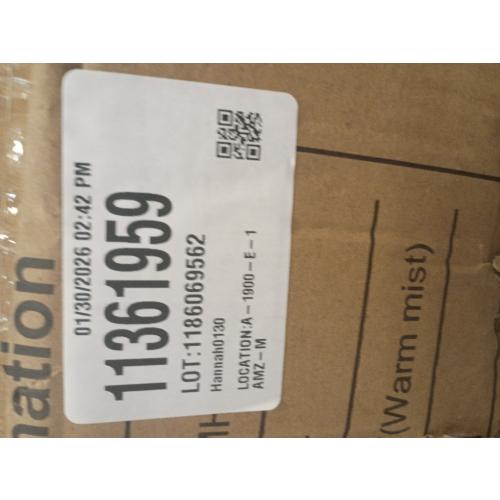 nation
01/30/2026 02:42 PM
11361959
LOT:1186069562
Hannah0130
LOCATION:A-1900-E-1
AMZ-M
(Warm mist)